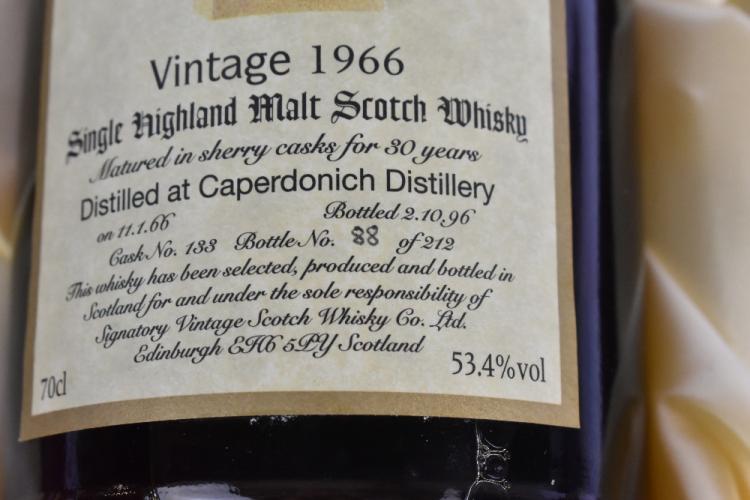 Vintage 1966
Single Highland Malt Scotch Whisky
Matured in sherry casks for 30 years
Distilled at Caperdonich Distillery
on 11.1.66 Bottled 2.10.96
Cask No. 133 Bottle No. 88 of 212
This whisky has been selected, produced and bottled in
Scotland for and under the sole responsibility of
Signatory Vintage Scotch Whisky Co. Ltd.
Edinburgh EH6 5PY Scotland
70cl 53.4%vol